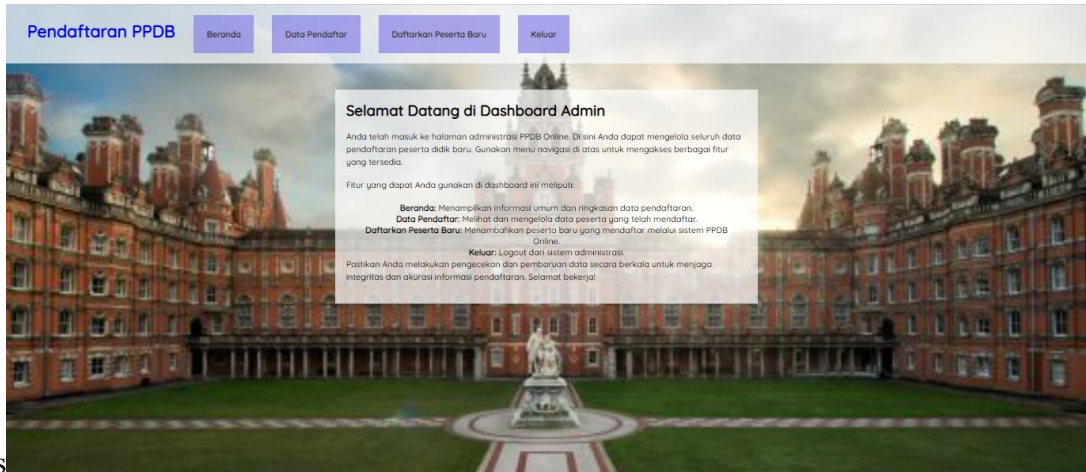 Pendaftaran PPDB
Beranda
Data Pendaftar
Daftarkan Peserta Baru
Keluar
Selamat Datang di Dashboard Admin
Anda telah masuk ke halaman administrasi PPDB Online. Di sini Anda dapat mengelola seluruh data
pendaftaran peserta didik baru. Gunakan menu navigasi di atas untuk mengakses berbagai fitur
yang tersedia.
Fitur yang dapat Anda gunakan di dashboard ini meliputi:
Beranda: Menampilkan informasi umum dan ringkasan data pendaftaran.
Data Pendaftar: Melihat dan mengelola data peserta yang telah mendaftar.
Daftarkan Peserta Baru: Menambahkan peserta baru yang mendaftar melalui sistem PPDB
Online.
Keluar: Logout dari sistem administrasi.
Pastikan Anda melakukan pengecekan dan pembaruan data secara berkala untuk menjaga
integritas dan akurasi informasi pendaftaran. Selamat bekerja!
s